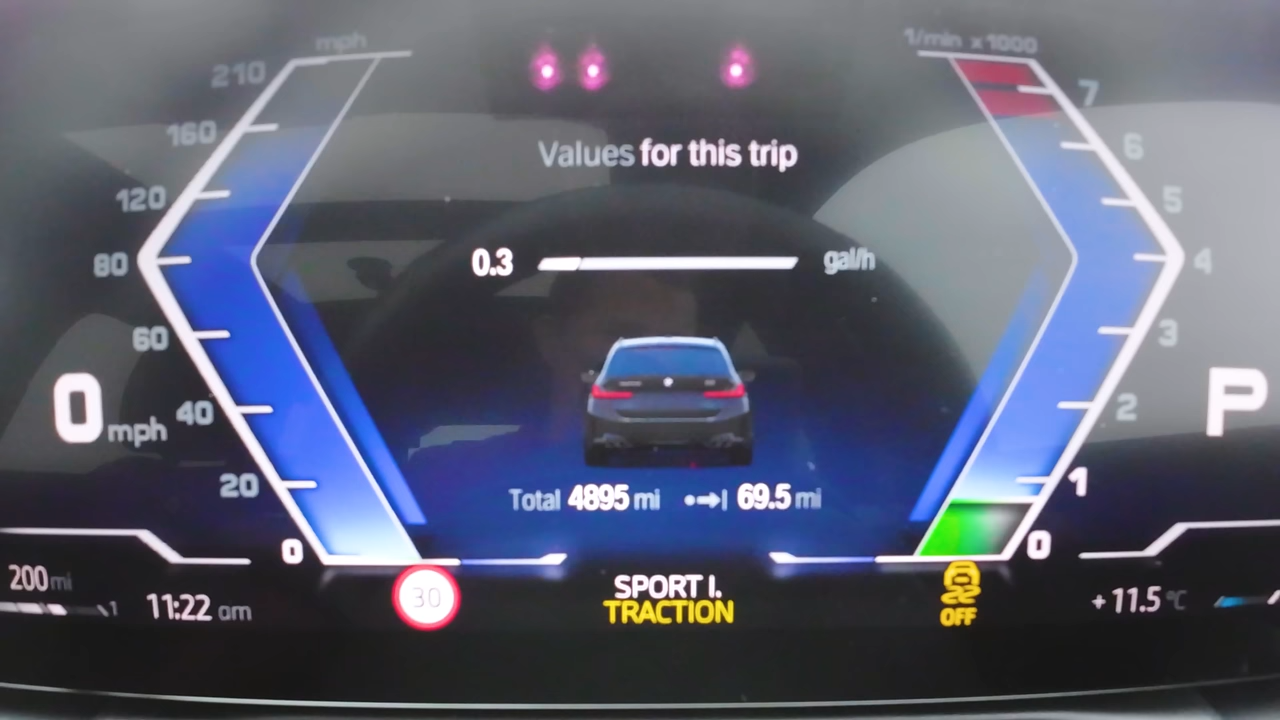 mph
1/min x 1000
210
160
120
80
60
40
20
0
7
6
5
4
3
2
1
0
Values for this trip
0.3 gal/h
0 mph
P
Total 4895 mi 69.5 mi
200 mi
11:22 am
30
SPORT I.
TRACTION
OFF
+11.5 °C